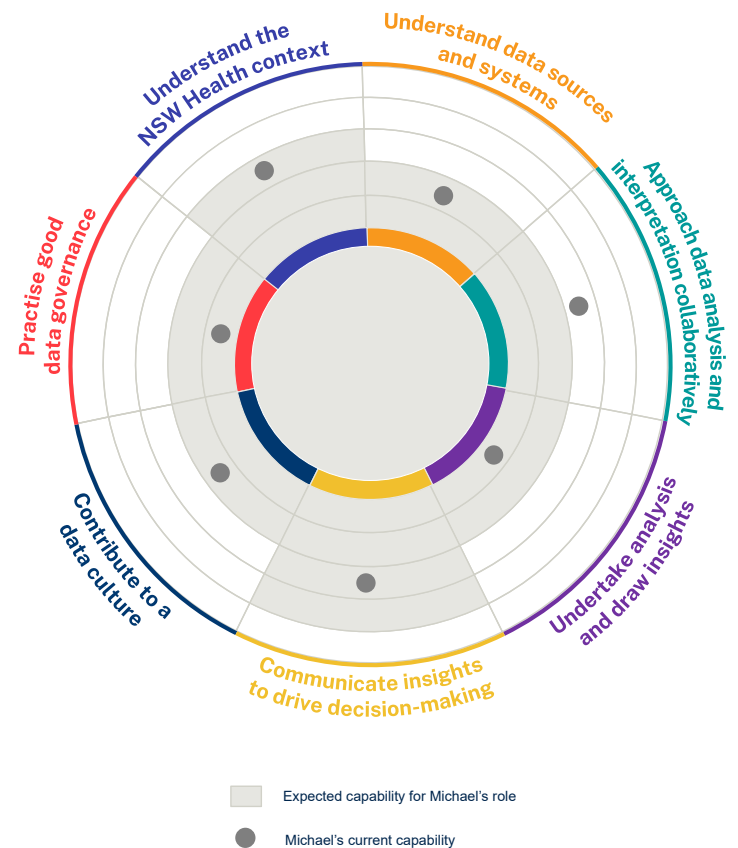 Understand the
NSW Health context
Understand data sources
and systems
Approach data analysis and
interpretation collaboratively
Undertake analysis
and draw insights
Communicate insights
to drive decision-making
Contribute to a
data culture
Practise good
data governance
Expected capability for Michael's role
Michael's current capability